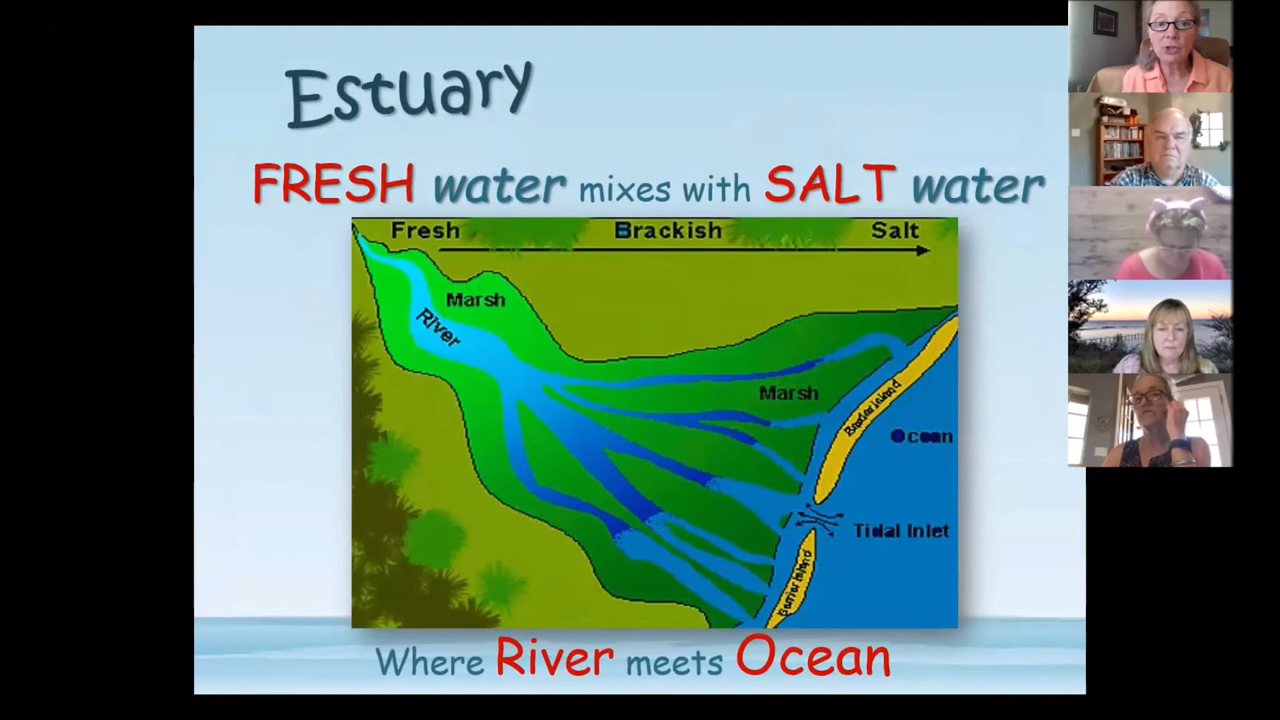 Estuary
FRESH water mixes with SALT water
Fresh Brackish Salt
Marsh
River
Marsh
Barrier Island
Ocean
Tidal Inlet
Barrier Island
Where River meets Ocean